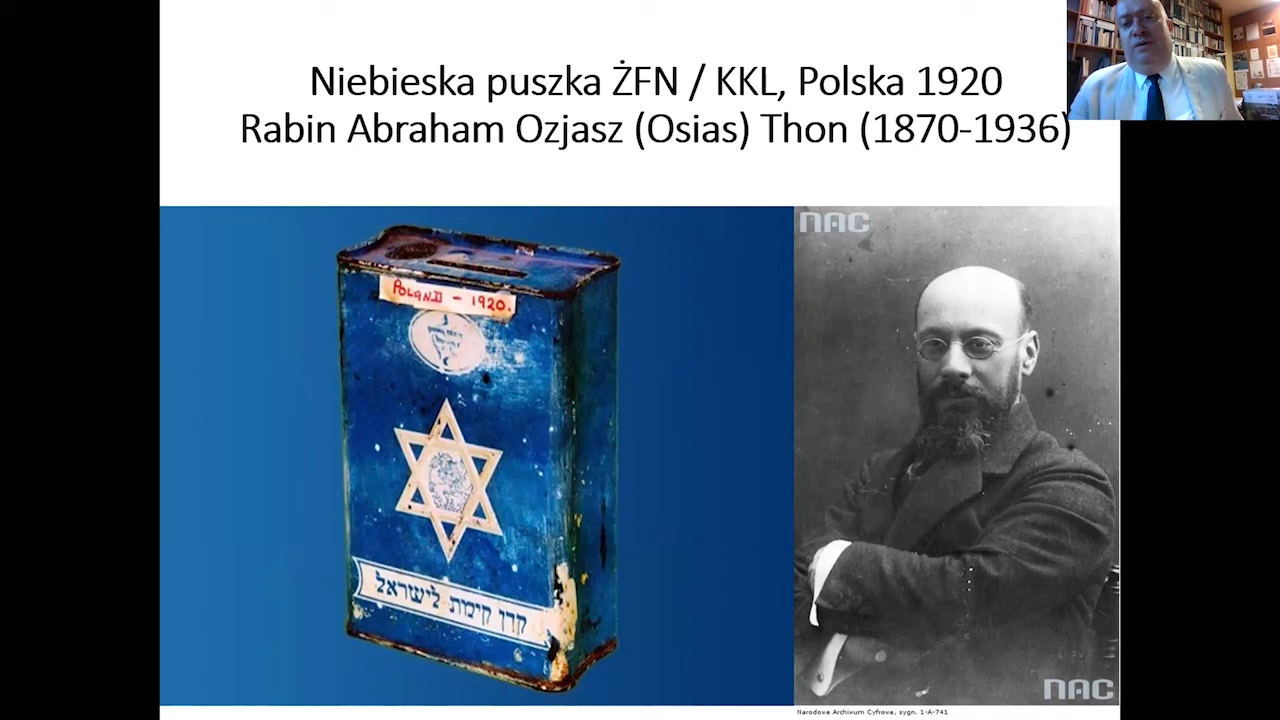 Niebieska puszka ŻFN / KKL, Polska 1920
Rabin Abraham Ozjasz (Osias) Thon (1870-1936)
NAC
POLAND - 1920.
קרן קימת לישראל
NAC
Narodowe Archiwum Cyfrowe, sygn. 1-A-741